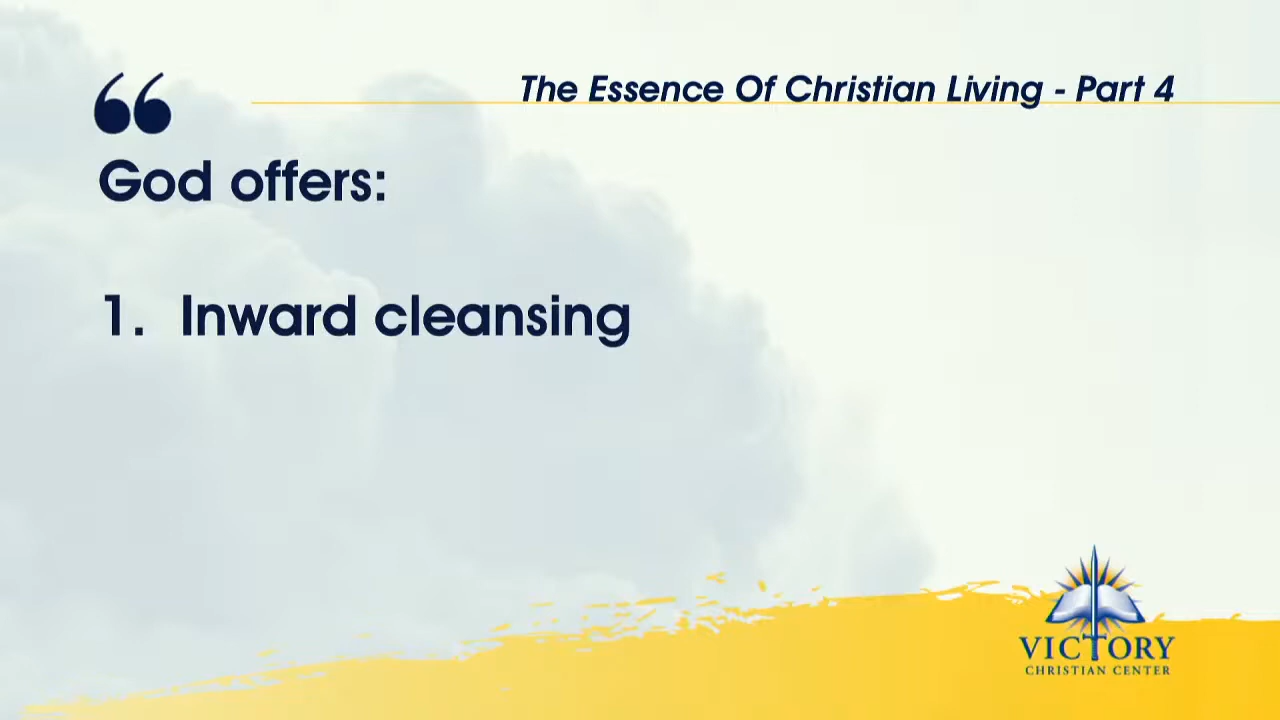 The Essence Of Christian Living - Part 4
“
God offers:
1. Inward cleansing
VICTORY
CHRISTIAN CENTER